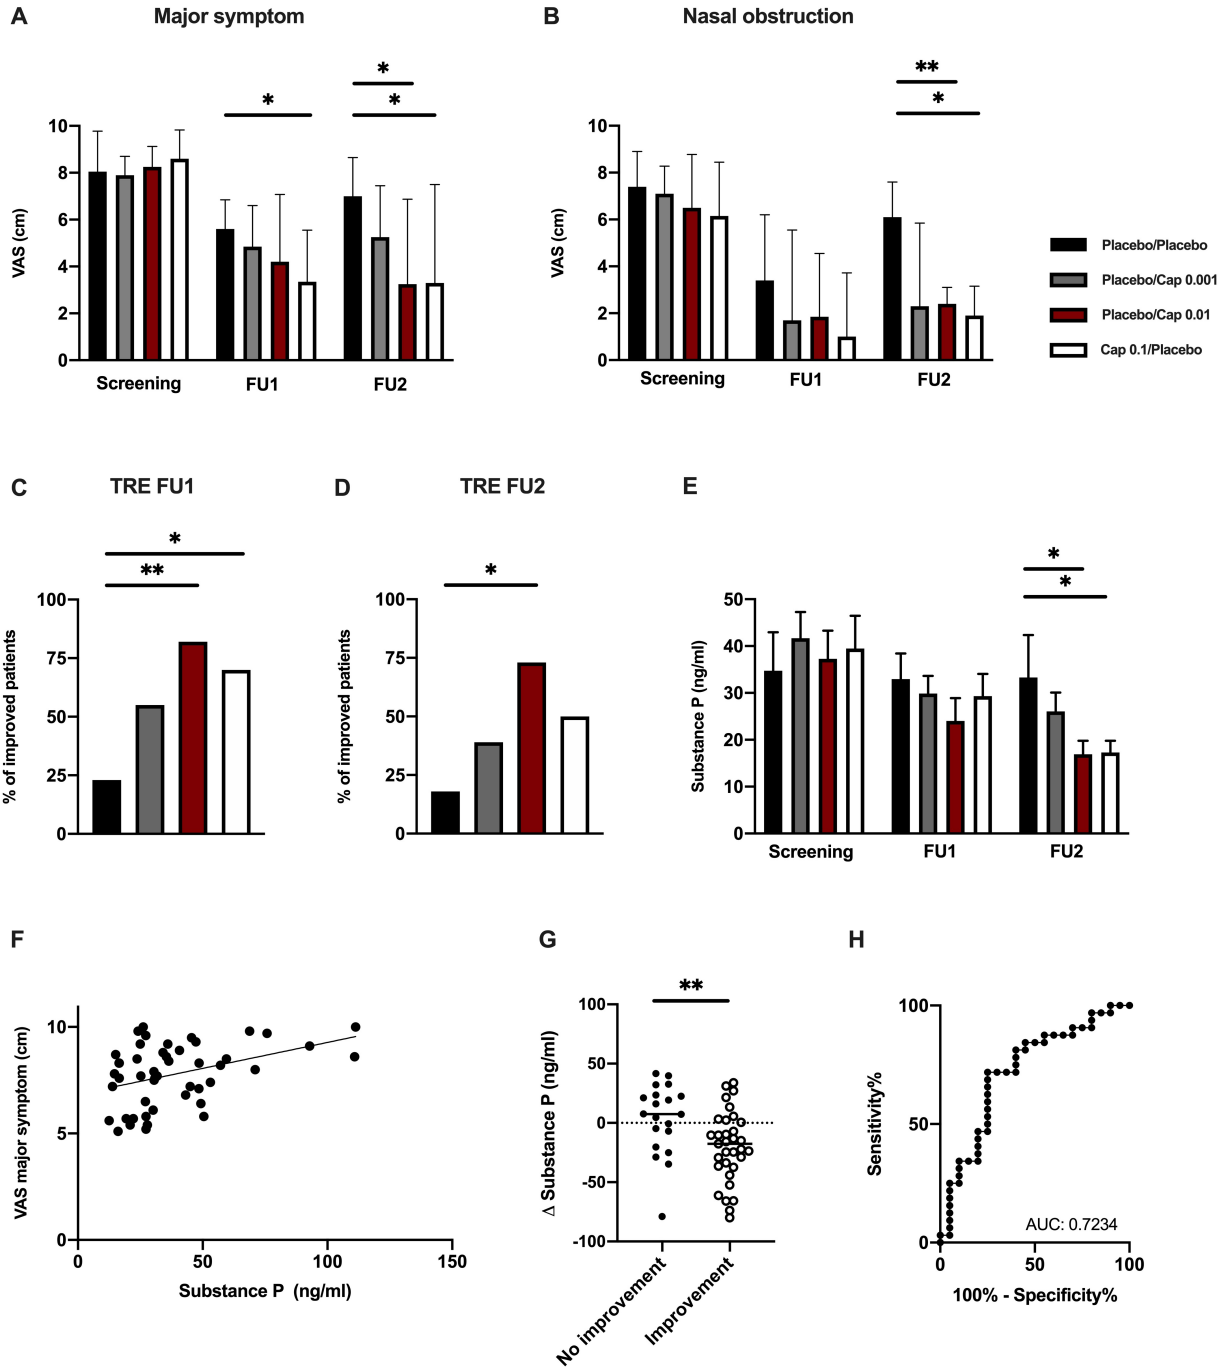 A
Major symptom
B
Nasal obstruction
*
*
*
**
*
VAS (cm)
10
8
6
4
2
0
Screening
FU1
FU2
VAS (cm)
10
8
6
4
2
0
Screening
FU1
FU2
Placebo/Placebo
Placebo/Cap 0.001
Placebo/Cap 0.01
Cap 0.1/Placebo
C
TRE FU1
D
TRE FU2
E
*
**
% of improved patients
100
75
50
25
0
*
% of improved patients
100
75
50
25
0
*
*
Substance P (ng/ml)
50
40
30
20
10
0
Screening
FU1
FU2
F
G
H
VAS major symptom (cm)
10
5
0
0
50
100
150
Substance P (ng/ml)
**
Δ Substance P (ng/ml)
100
50
0
-50
-100
No improvement
Improvement
Sensitivity%
100
50
0
AUC: 0.7234
0
50
100
100% - Specificity%